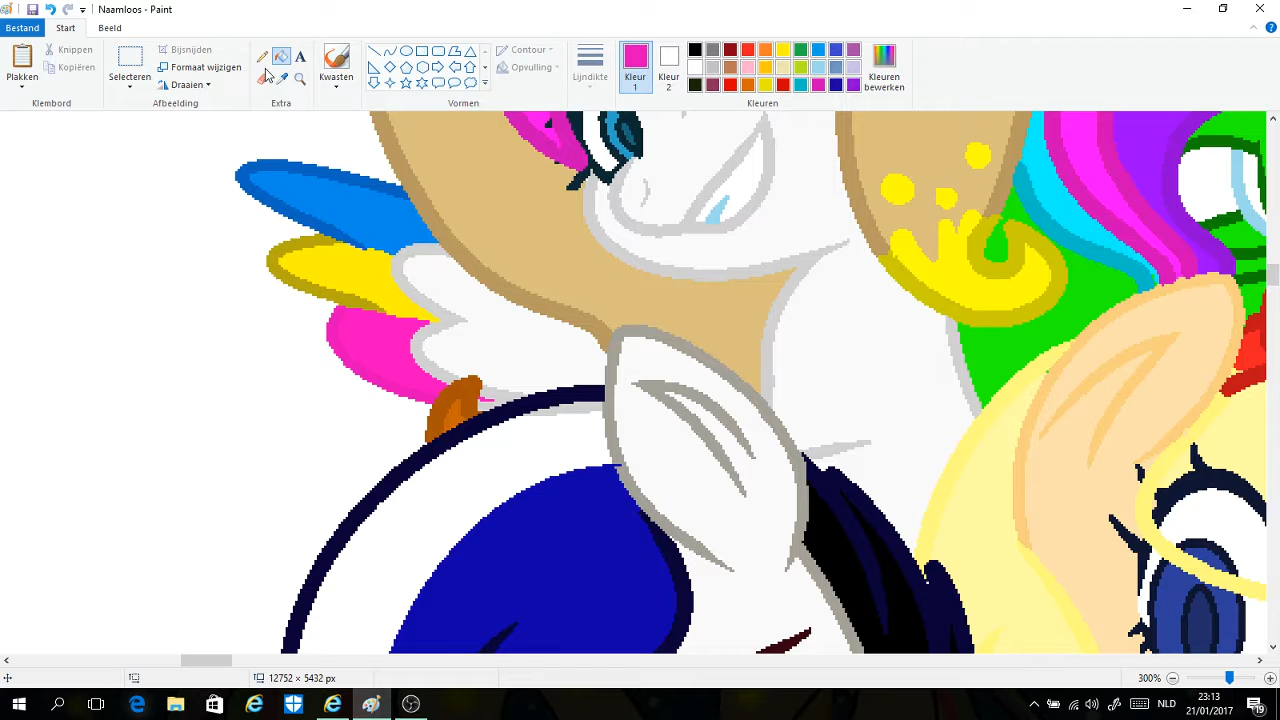 Naamloos - Paint
Bestand Start Beeld
Plakken
Knippen
Kopiëren
Klembord
Selecteren
Bijsnijden
Formaat wijzigen
Draaien
Afbeelding
A
Extra
Kwasten
Vormen
Contour
Opvulling
Lijndikte
Kleur
1
Kleur
2
Kleuren
bewerken
Kleuren
12752 × 5432 px
300%
NLD
23:13
21/01/2017